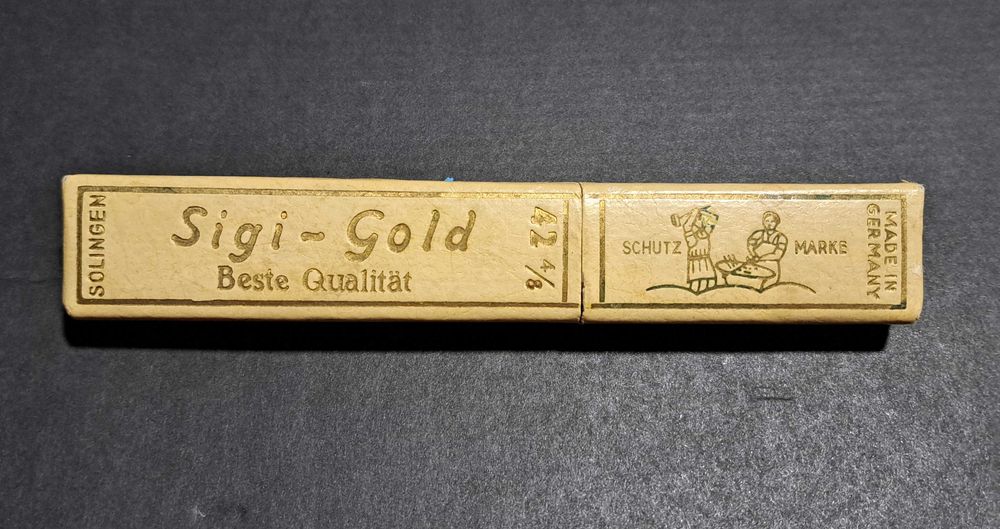 SOLINGEN
Sigi - Gold
Beste Qualität
42 4/8
SCHUTZ MARKE
MADE IN
GERMANY